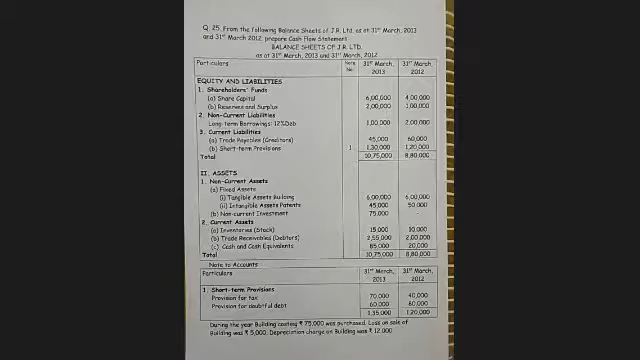 Q. 25. From the following Balance Sheets of J.R. Ltd. as at 31st March, 2013
and 31st March 2012, prepare Cash Flow Statement
BALANCE SHEETS OF J.R. LTD.
as at 31st March, 2013 and 31st March, 2012
Particulars Note No. 31st March, 2013 31st March, 2012
EQUITY AND LIABILITIES
1. Shareholders' Funds
(a) Share Capital 6,00,000 4,00,000
(b) Reserves and Surplus 2,00,000 1,00,000
2. Non-Current Liabilities
Long-term Borrowings: 12%Deb 1,00,000 2,00,000
3. Current Liabilities
(a) Trade Payables (Creditors) 45,000 60,000
(b) Short-term Provisions 1 1,30,000 1,20,000
Total 10,75,000 8,80,000
II. ASSETS
1. Non-Current Assets
(a) Fixed Assets
(i) Tangible Assets Building 6,00,000 6,00,000
(ii) Intangible Assets Patents 45,000 50,000
(b) Non-current Investment 75,000 -
2. Current Assets
(a) Inventories (Stock) 15,000 10,000
(b) Trade Receivables (Debtors) 2,55,000 2,00,000
(c) Cash and Cash Equivalents 85,000 20,000
Total 10,75,000 8,80,000
Note to Accounts
Particulars 31st March, 2013 31st March, 2012
1. Short-term Provisions
Provision for tax 70,000 40,000
Provision for doubtful debt 60,000 80,000
1,35,000 1,20,000
During the year Building costing ₹ 75,000 was purchased. Loss on sale of
Building was ₹ 5,000. Depreciation charge on Building was ₹ 12,000